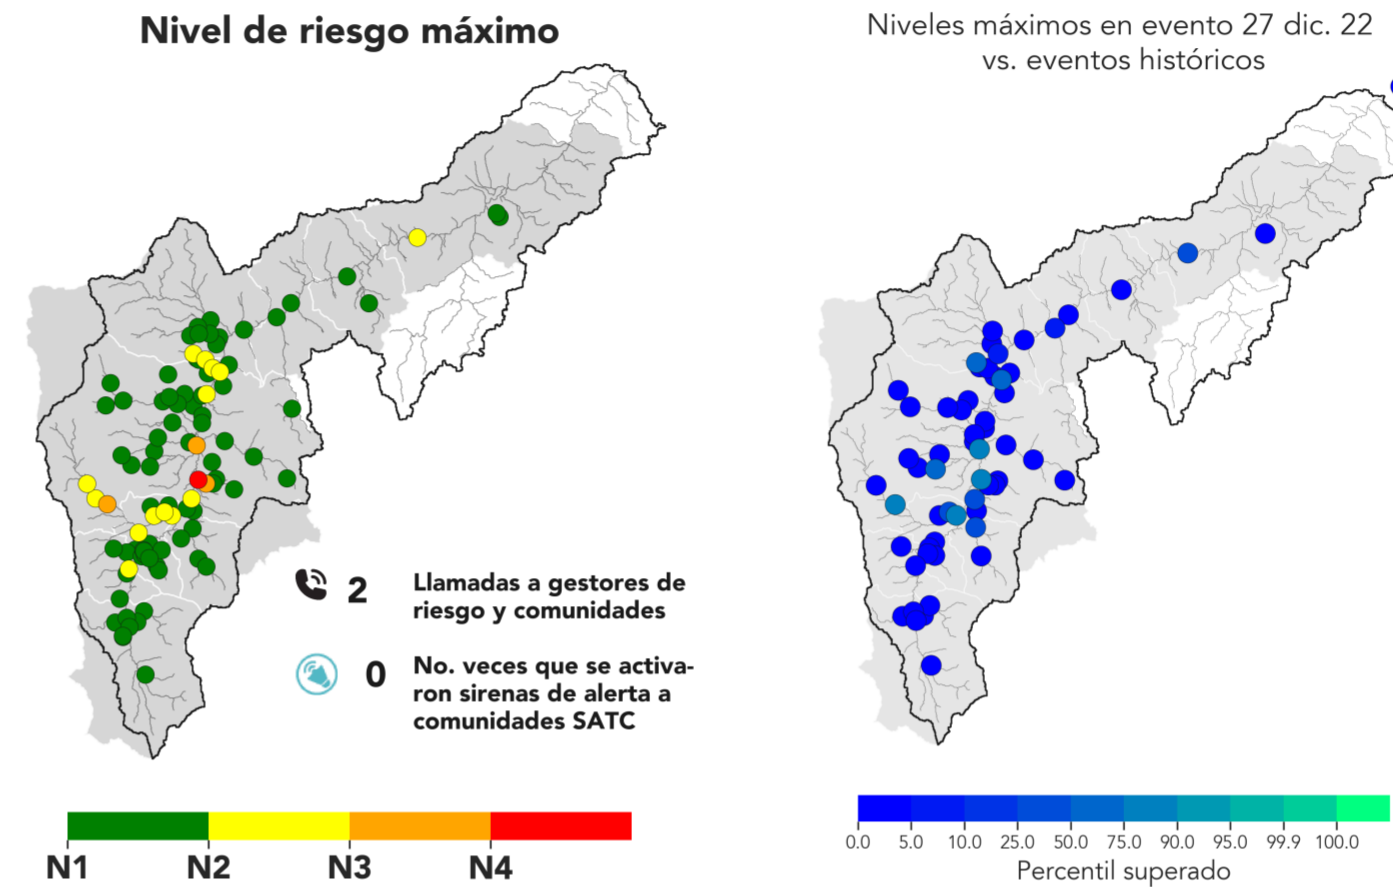 Nivel de riesgo máximo
2
Llamadas a gestores de
riesgo y comunidades
0
No. veces que se activa-
ron sirenas de alerta a
comunidades SATC
N1 N2 N3 N4
Niveles máximos en evento 27 dic. 22
vs. eventos históricos
0.0 5.0 10.0 25.0 50.0 75.0 90.0 95.0 99.9 100.0
Percentil superado